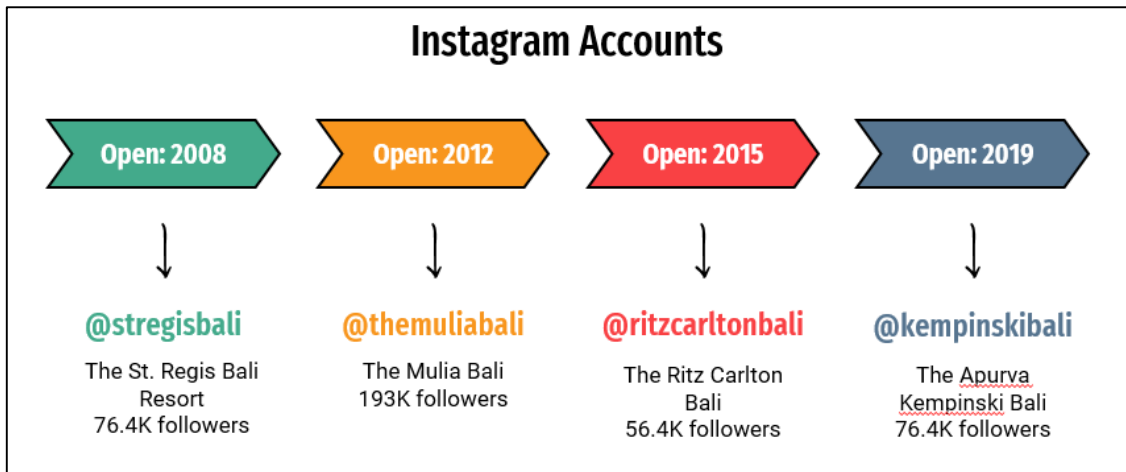 Instagram Accounts
Open: 2008
Open: 2012
Open: 2015
Open: 2019
@stregisbali
The St. Regis Bali
Resort
76.4K followers
@themuliabali
The Mulia Bali
193K followers
@ritzcarltonbali
The Ritz Carlton
Bali
56.4K followers
@kempinskibali
The Apurva
Kempinski Bali
76.4K followers